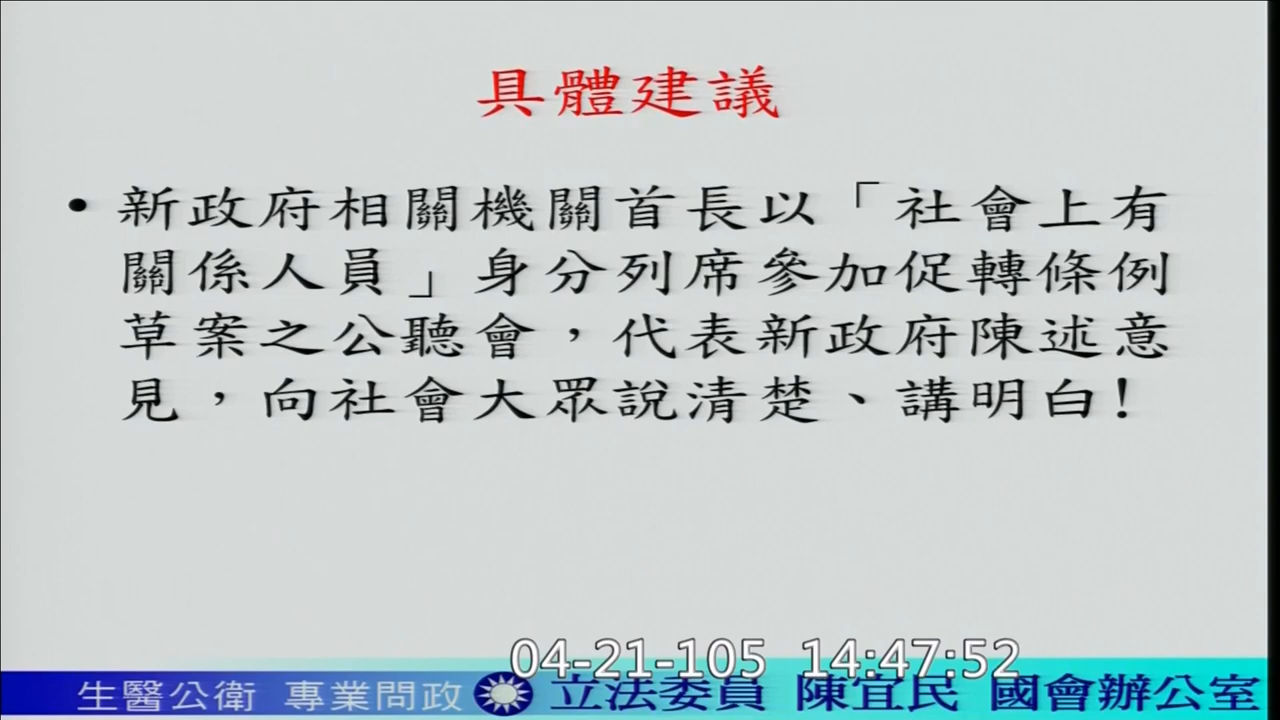 具體建議
• 新政府相關機關首長以「社會上有
關係人員」身分列席參加促轉條例
草案之公聽會，代表新政府陳述意
見，向社會大眾說清楚、講明白!
04-21-105 14:47:52
生醫公衛 專業問政 立法委員 陳宜民 國會辦公室